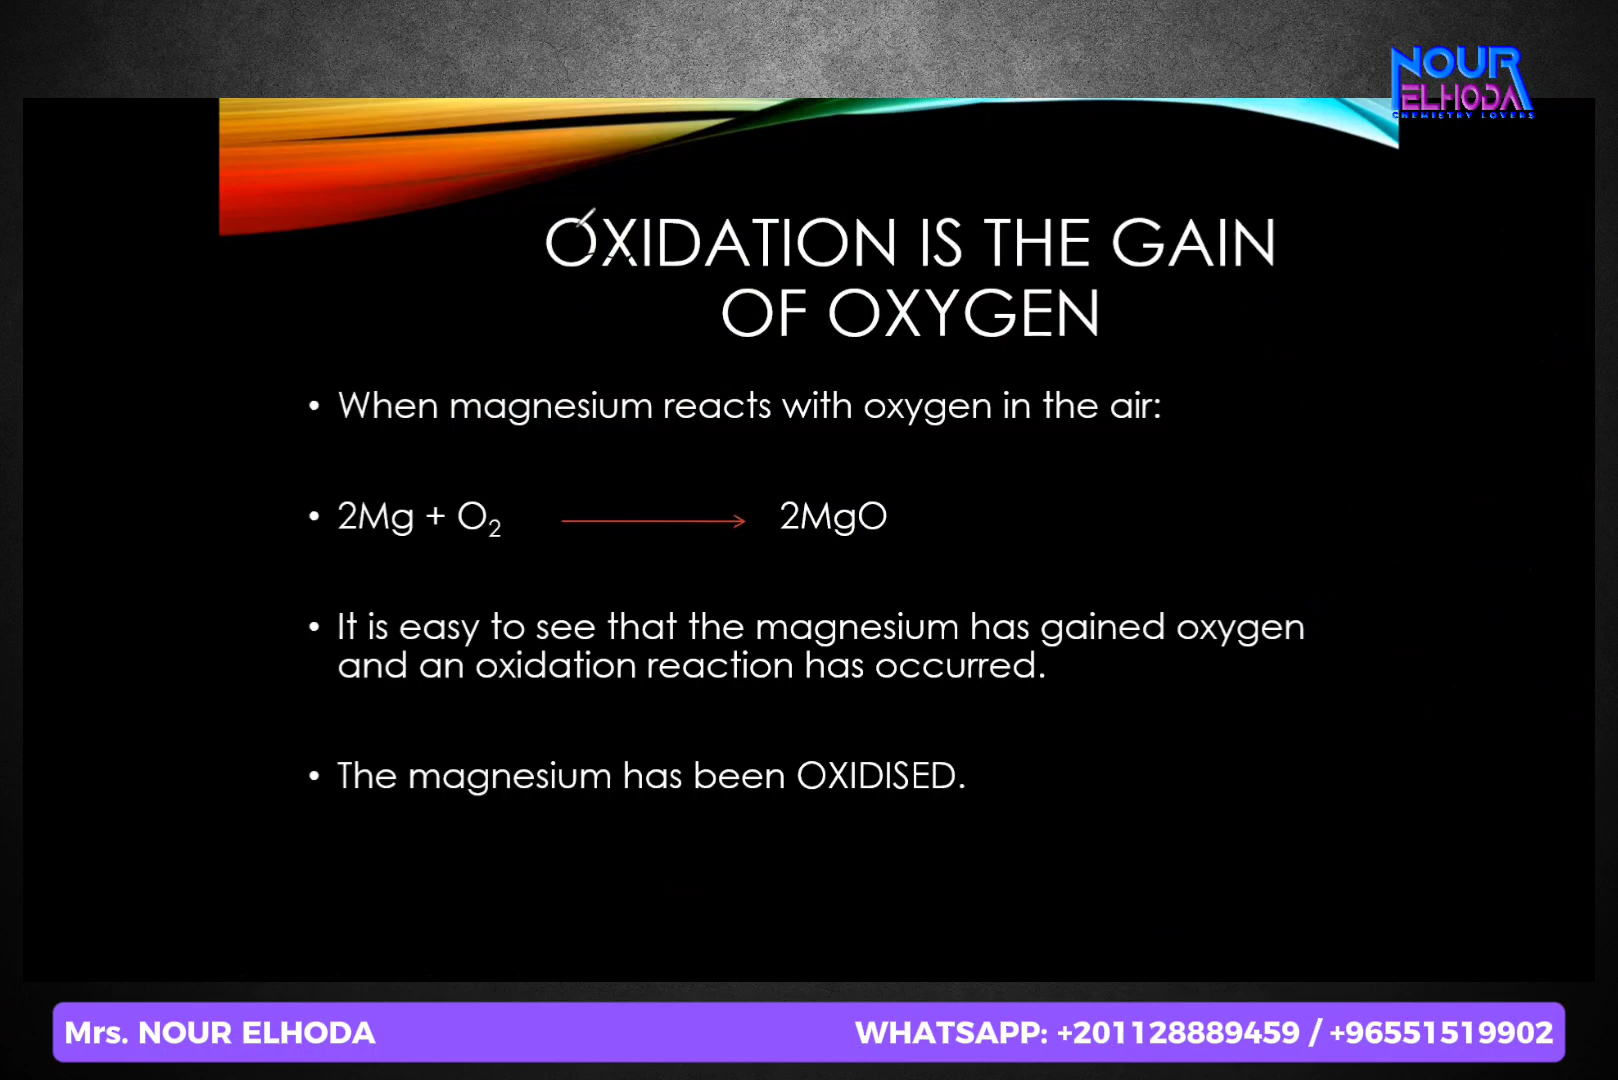 NOUR
ELHODA
CHEMISTRY LOVERS
OXIDATION IS THE GAIN
OF OXYGEN
• When magnesium reacts with oxygen in the air:
• 2Mg + O₂ → 2MgO
• It is easy to see that the magnesium has gained oxygen
and an oxidation reaction has occurred.
• The magnesium has been OXIDISED.
Mrs. NOUR ELHODA
WHATSAPP: +201128889459 / +96551519902